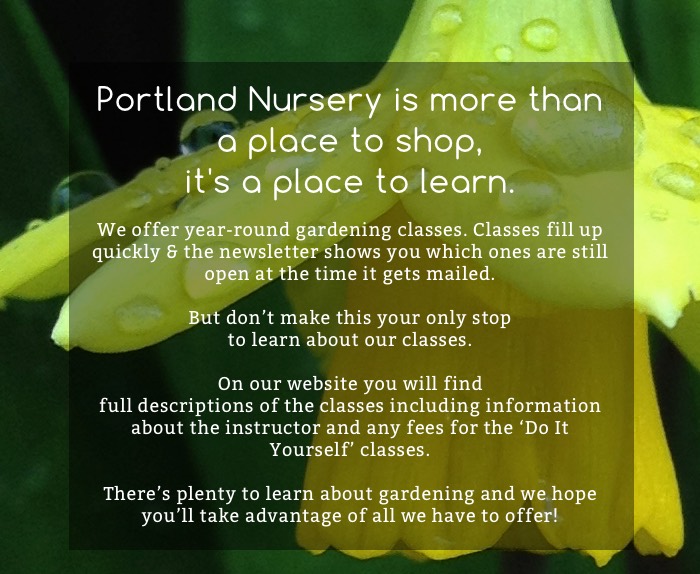 Portland Nursery is more than
a place to shop,
it's a place to learn.
We offer year-round gardening classes. Classes fill up
quickly & the newsletter shows you which ones are still
open at the time it gets mailed.
But don’t make this your only stop
to learn about our classes.
On our website you will find
full descriptions of the classes including information
about the instructor and any fees for the ‘Do It
Yourself’ classes.
There’s plenty to learn about gardening and we hope
you’ll take advantage of all we have to offer!